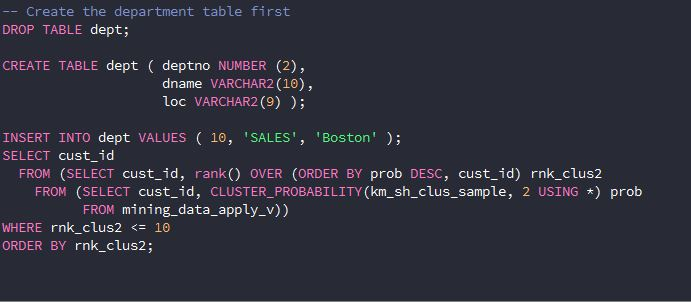 -- Create the department table first
DROP TABLE dept;
CREATE TABLE dept ( deptno NUMBER (2),
dname VARCHAR2(10),
loc VARCHAR2(9) );
INSERT INTO dept VALUES ( 10, 'SALES', 'Boston' );
SELECT cust_id
FROM (SELECT cust_id, rank() OVER (ORDER BY prob DESC, cust_id) rnk_clus2
FROM (SELECT cust_id, CLUSTER_PROBABILITY(km_sh_clus_sample, 2 USING *) prob
FROM mining_data_apply_v))
WHERE rnk_clus2 <= 10
ORDER BY rnk_clus2;